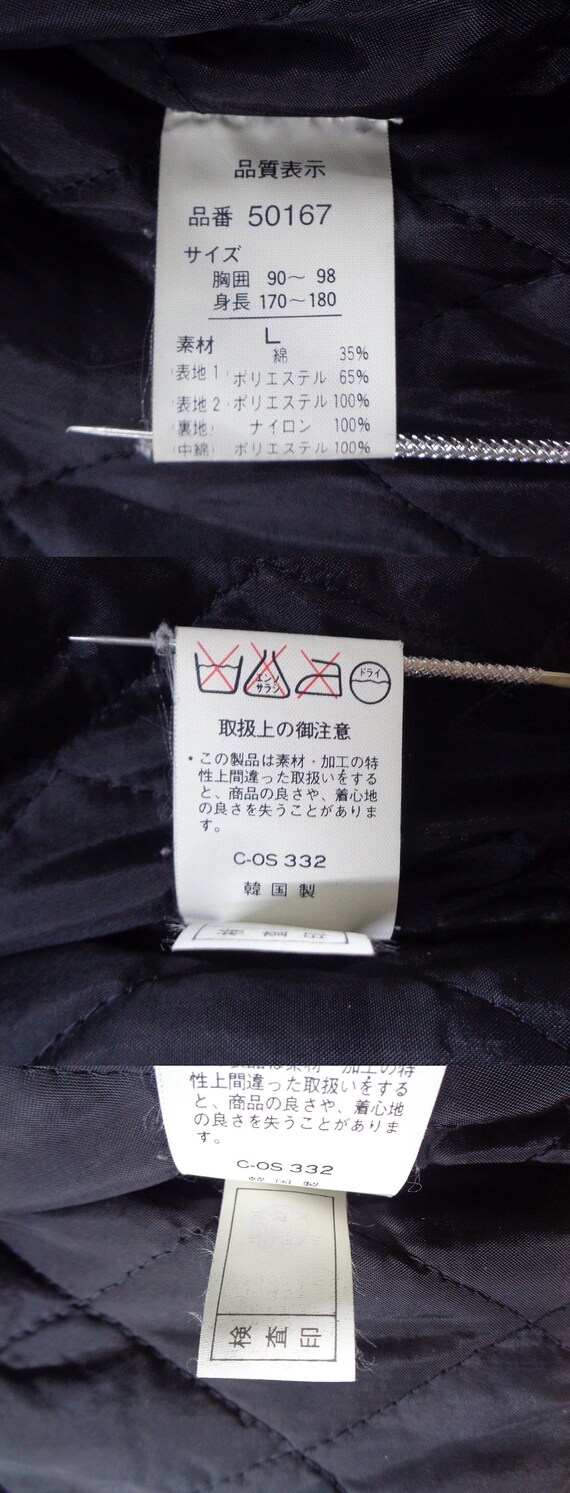 品質表示
品番 50167
サイズ
胸囲 90〜 98
身長 170〜180
L
素材 綿 35%
(表地1) ポリエステル 65%
(表地2) ポリエステル 100%
(裏地) ナイロン 100%
(中綿) ポリエステル 100%
エンソ サラシ ドライ
取扱上の御注意
・この製品は素材・加工の特
性上間違った取扱いをする
と、商品の良さや、着心地
の良さを失うことがありま
す。
C-OS 332
韓国製
性上間違った取扱いをする
と、商品の良さや、着心地
の良さを失うことがありま
す。
C-OS 332
検査印